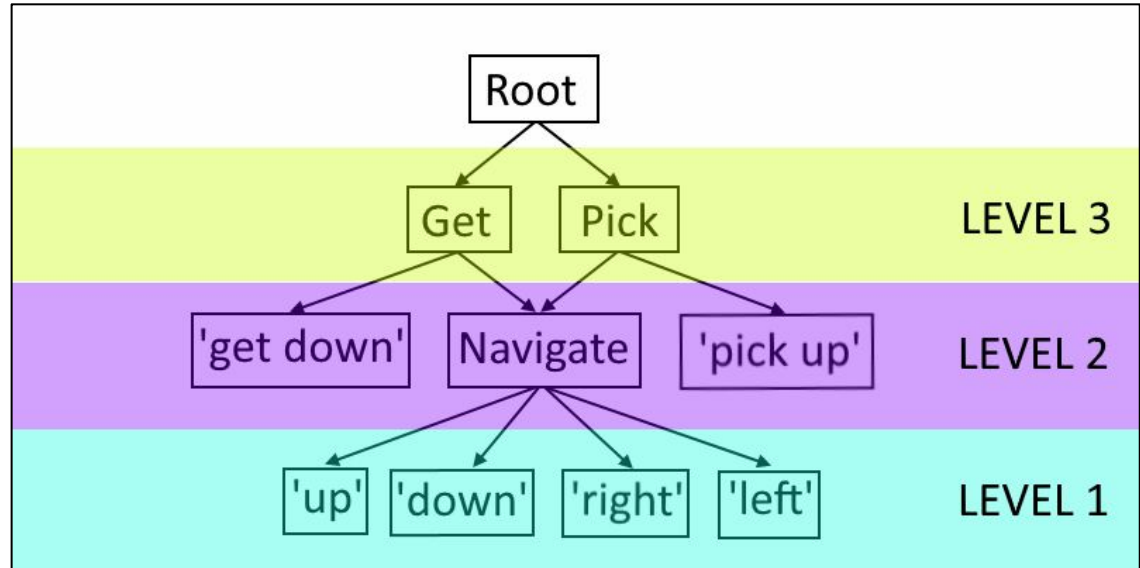 Root
Get Pick LEVEL 3
'get down' Navigate 'pick up' LEVEL 2
'up' 'down' 'right' 'left' LEVEL 1